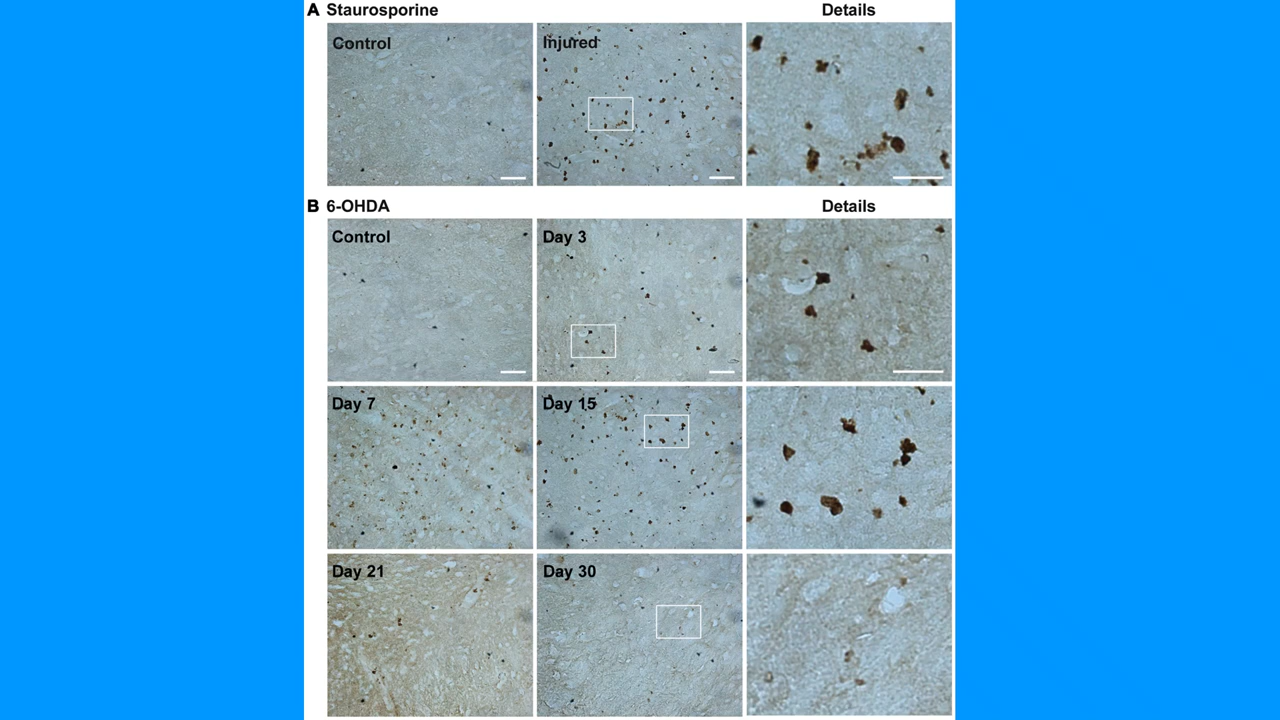 A Staurosporine
Details
Control
Injured
B 6-OHDA
Details
Control
Day 3
Day 7
Day 15
Day 21
Day 30